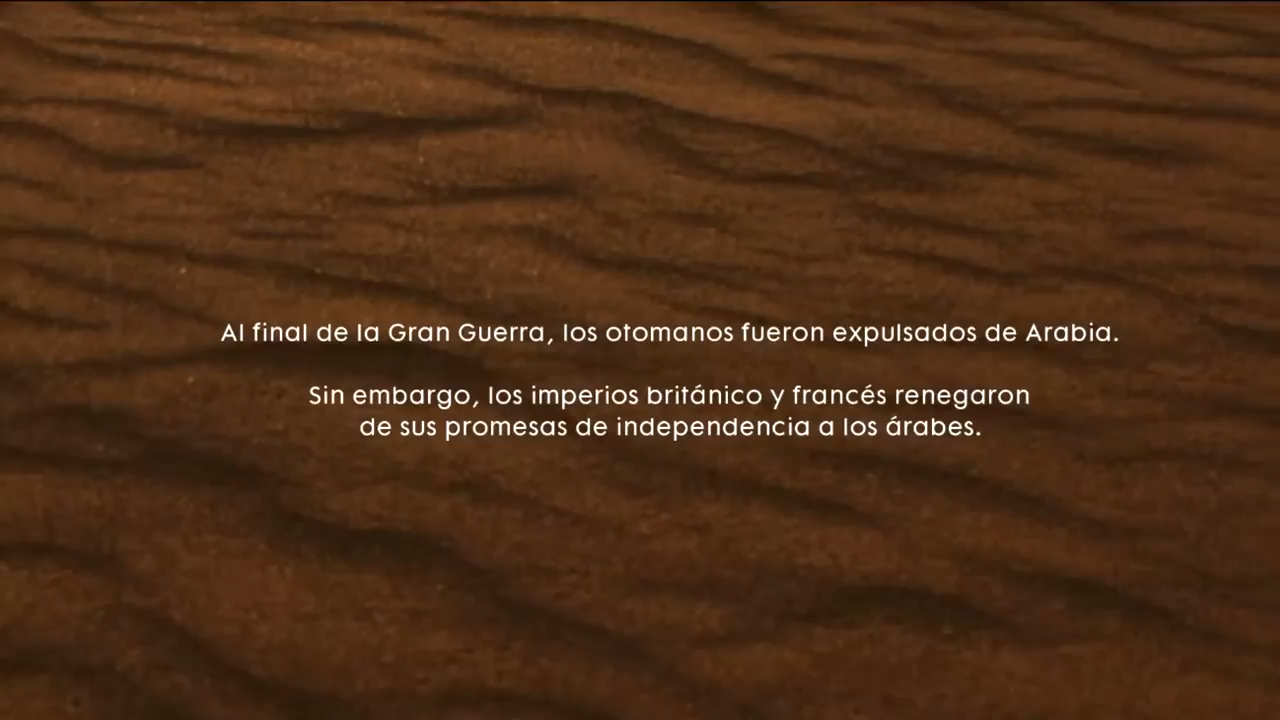 Al final de la Gran Guerra, los otomanos fueron expulsados de Arabia.
Sin embargo, los imperios británico y francés renegaron
de sus promesas de independencia a los árabes.